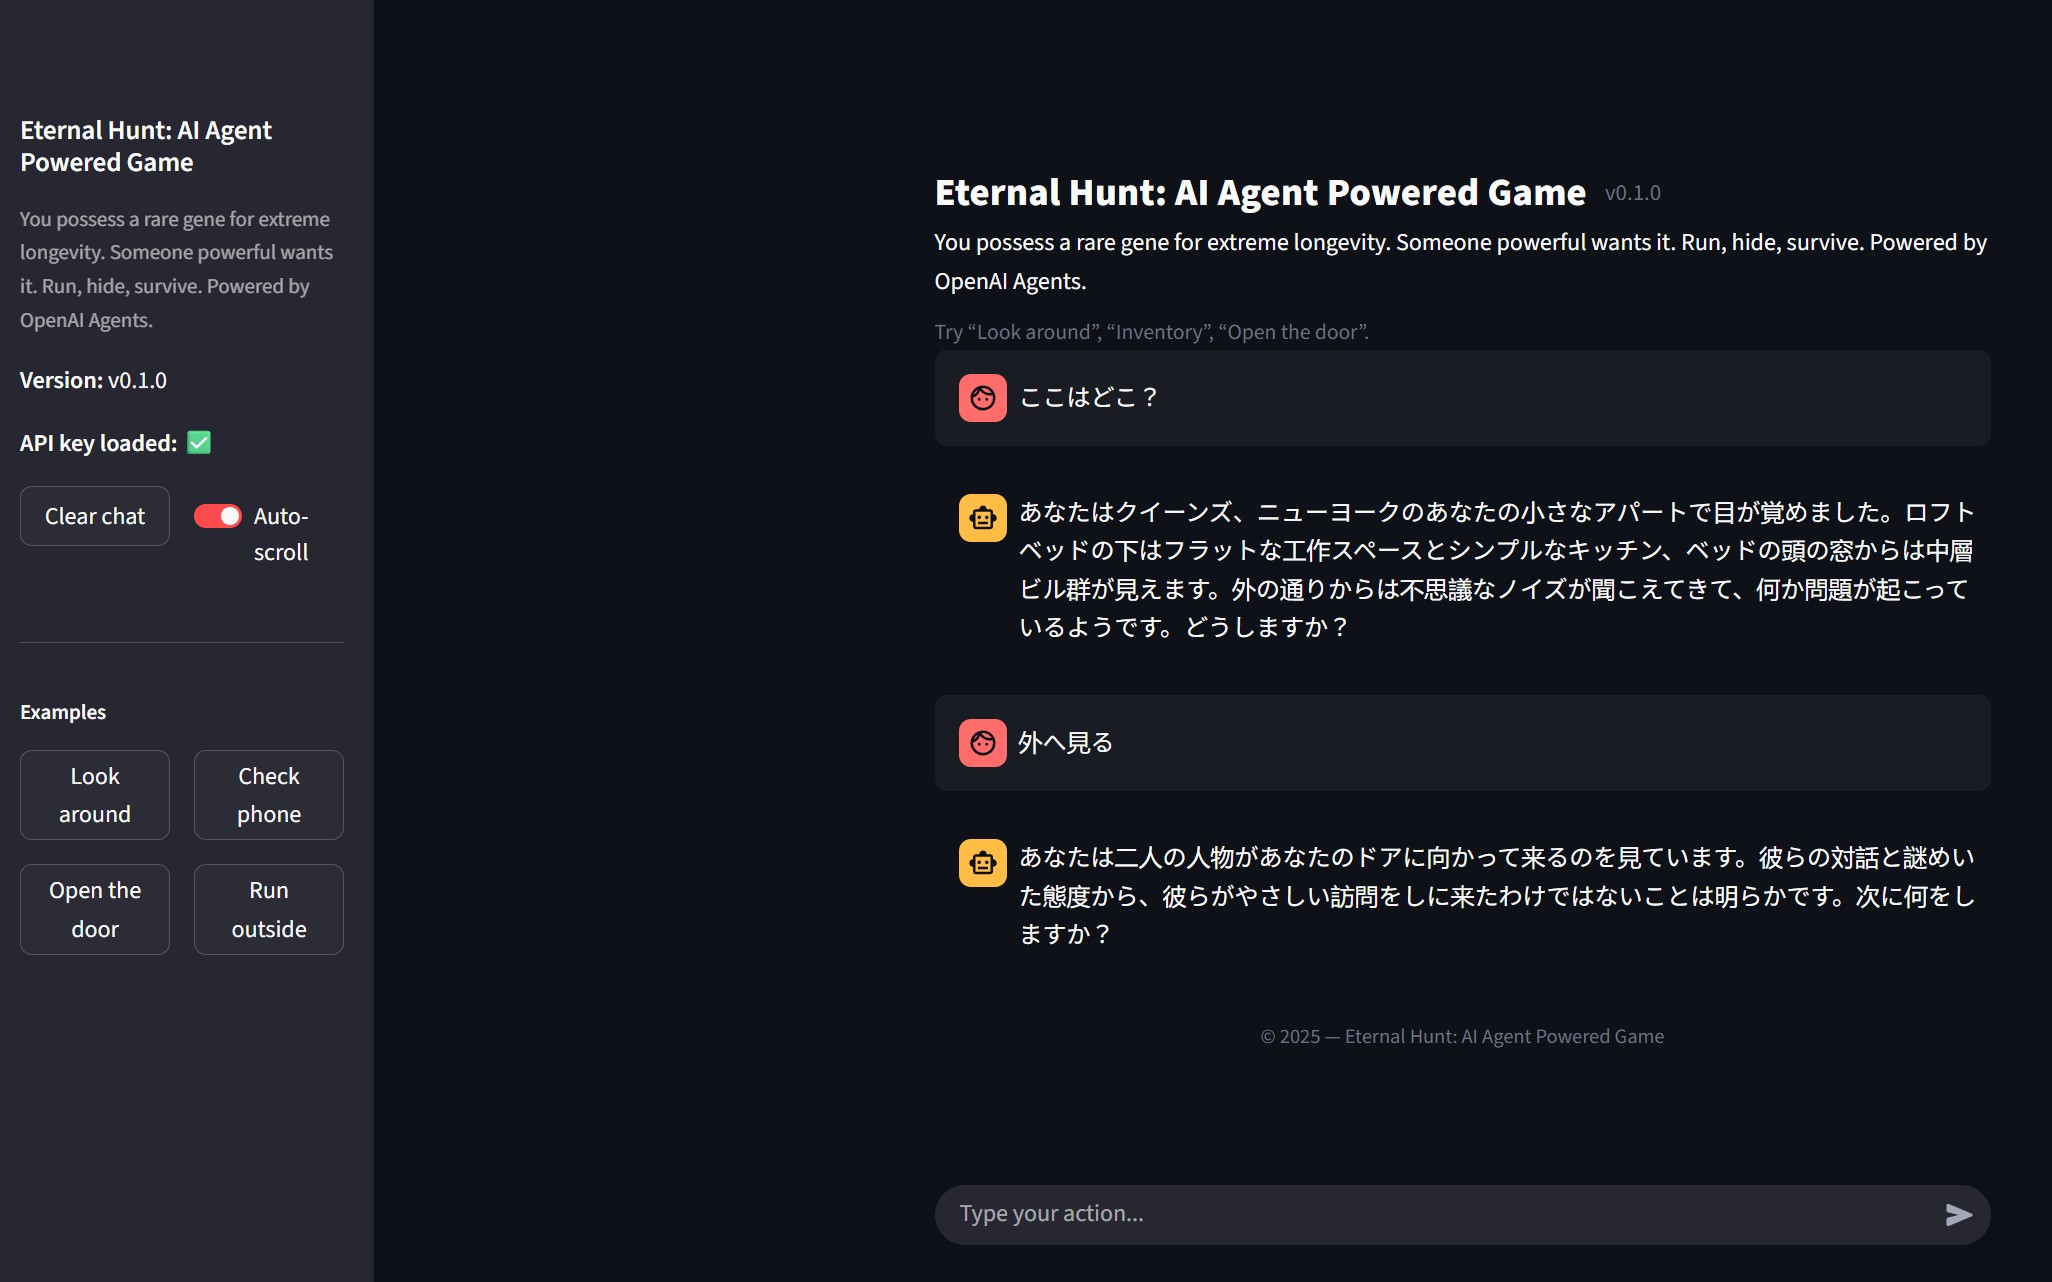 Eternal Hunt: AI Agent
Powered Game
You possess a rare gene for extreme
longevity. Someone powerful wants
it. Run, hide, survive. Powered by
OpenAI Agents.
Version: v0.1.0
API key loaded: ✅
Clear chat
Auto-
scroll
Examples
Look
around
Check
phone
Open the
door
Run
outside
Eternal Hunt: AI Agent Powered Game v0.1.0
You possess a rare gene for extreme longevity. Someone powerful wants it. Run, hide, survive. Powered by
OpenAI Agents.
Try “Look around”, “Inventory”, “Open the door”.
ここはどこ？
あなたはクイーンズ、ニューヨークのあなたの小さなアパートで目が覚めました。ロフト
ベッドの下はフラットな工作スペースとシンプルなキッチン、ベッドの頭の窓からは中層
ビル群が見えます。外の通りからは不思議なノイズが聞こえてきて、何か問題が起こって
いるようです。どうしますか？
外へ見る
あなたは二人の人物があなたのドアに向かって来るのを見ています。彼らの対話と謎めい
た態度から、彼らがやさしい訪問をしに来たわけではないことは明らかです。次に何をし
ますか？
© 2025 — Eternal Hunt: AI Agent Powered Game
Type your action...